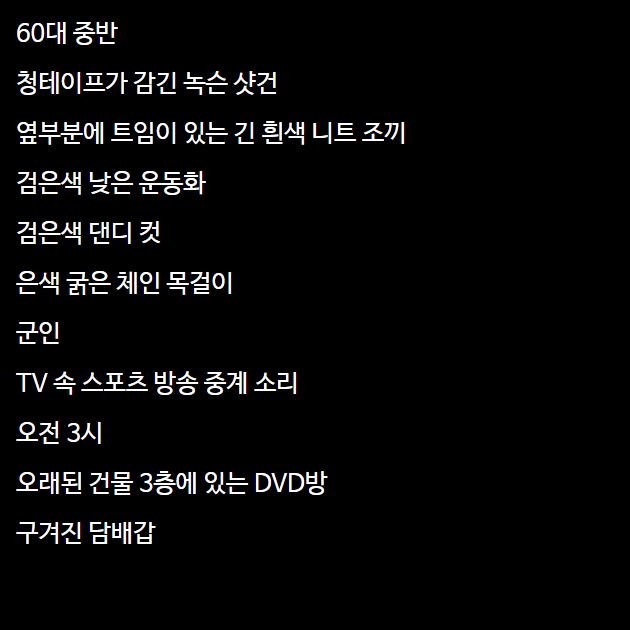 60대 중반
청테이프가 감긴 녹슨 샷건
옆부분에 트임이 있는 긴 흰색 니트 조끼
검은색 낮은 운동화
검은색 댄디 컷
은색 굵은 체인 목걸이
군인
TV 속 스포츠 방송 중계 소리
오전 3시
오래된 건물 3층에 있는 DVD방
구겨진 담배갑